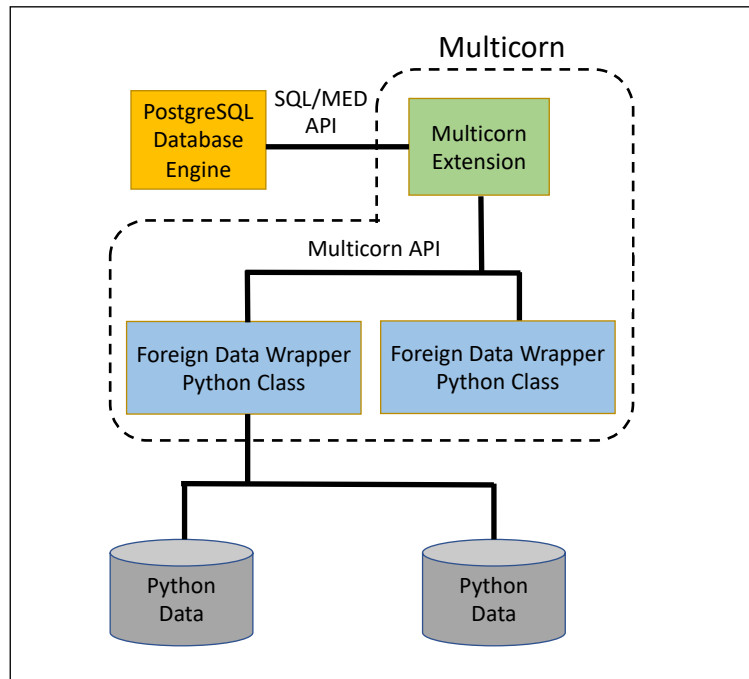 Multicorn
SQL/MED
API
PostgreSQL
Database
Engine
Multicorn
Extension
Multicorn API
Foreign Data Wrapper
Python Class
Foreign Data Wrapper
Python Class
Python
Data
Python
Data